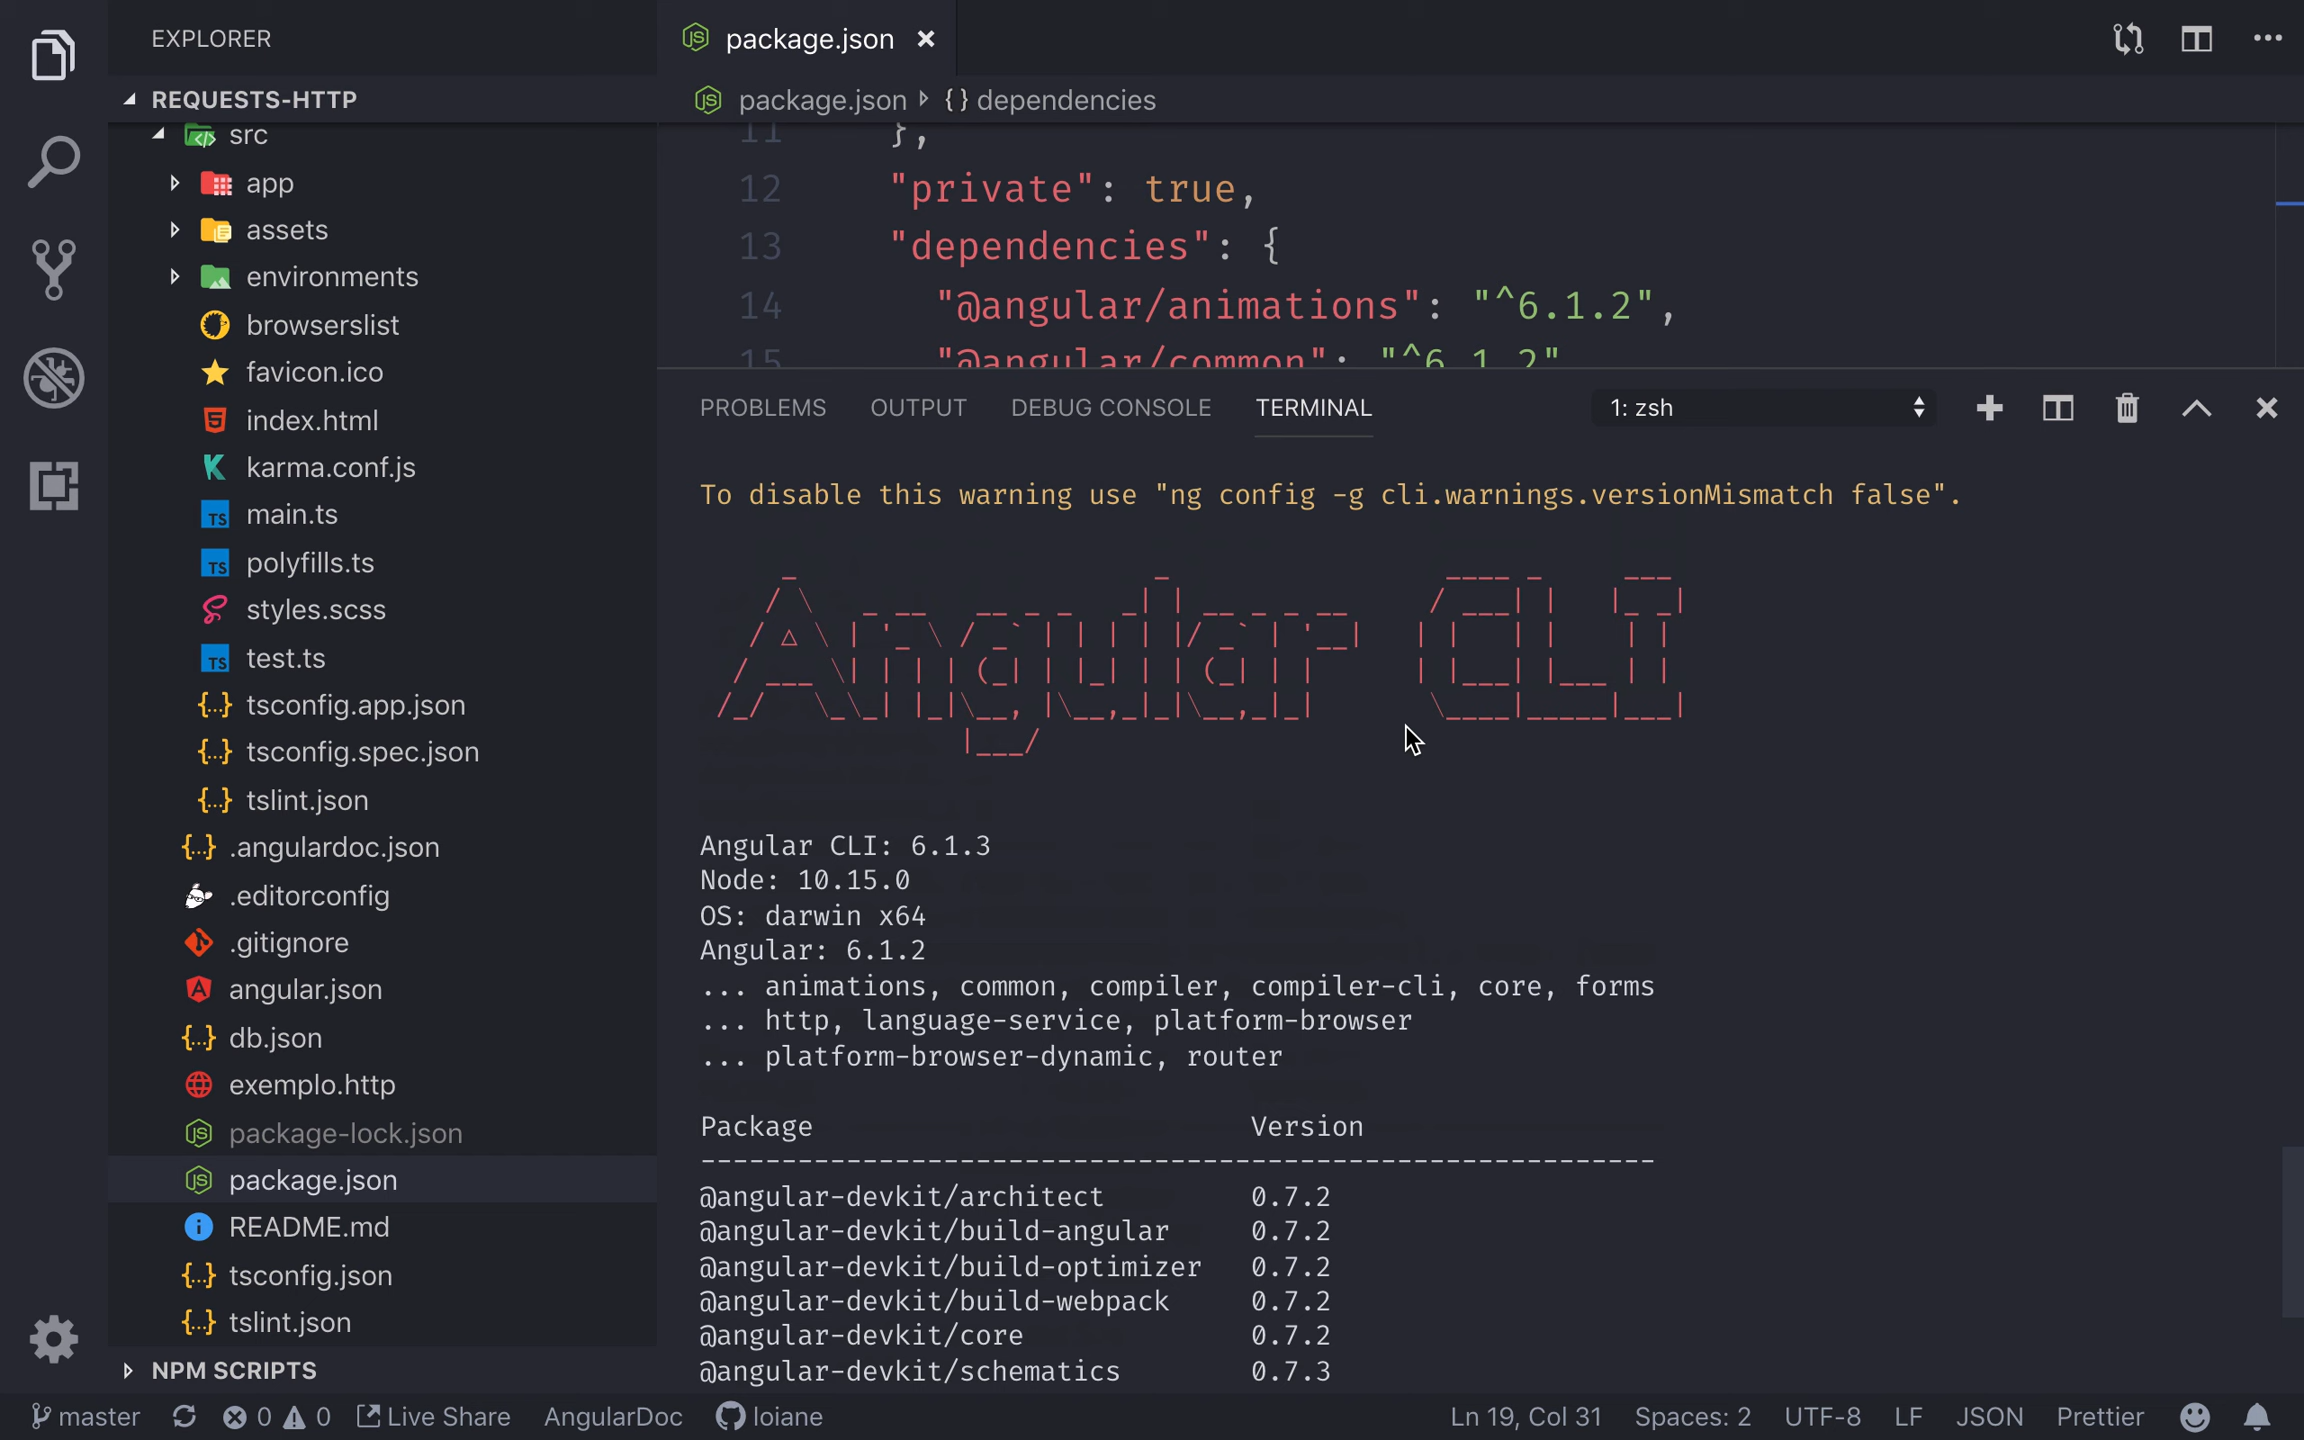 EXPLORER
REQUESTS-HTTP
src
app
assets
environments
browserslist
favicon.ico
index.html
karma.conf.js
main.ts
polyfills.ts
styles.scss
test.ts
tsconfig.app.json
tsconfig.spec.json
tslint.json
.angulardoc.json
.editorconfig
.gitignore
angular.json
db.json
exemplo.http
package-lock.json
package.json
README.md
tsconfig.json
tslint.json
NPM SCRIPTS
package.json
package.json {} dependencies
11 },
12 "private": true,
13 "dependencies": {
14 "@angular/animations": "^6.1.2",
15 "@angular/common": "^6.1.2"
PROBLEMS OUTPUT DEBUG CONSOLE TERMINAL 1: zsh
To disable this warning use "ng config -g cli.warnings.versionMismatch false".
Angular CLI
Angular CLI: 6.1.3
Node: 10.15.0
OS: darwin x64
Angular: 6.1.2
... animations, common, compiler, compiler-cli, core, forms
... http, language-service, platform-browser
... platform-browser-dynamic, router
Package Version
-----------------------------------------------------------
@angular-devkit/architect 0.7.2
@angular-devkit/build-angular 0.7.2
@angular-devkit/build-optimizer 0.7.2
@angular-devkit/build-webpack 0.7.2
@angular-devkit/core 0.7.2
@angular-devkit/schematics 0.7.3
master 0 0 Live Share AngularDoc loiane Ln 19, Col 31 Spaces: 2 UTF-8 LF JSON Prettier